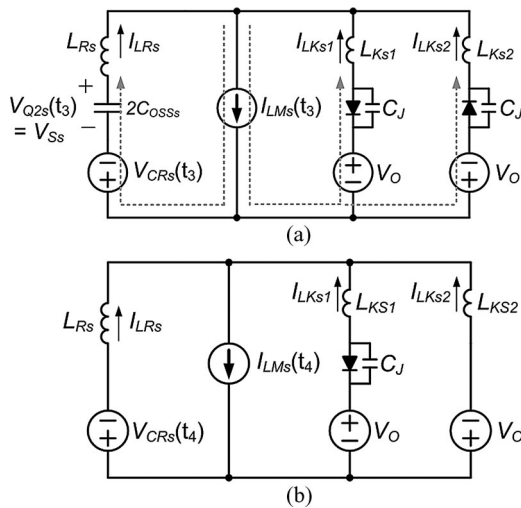 L_Rs I_LRs
I_LKs1 L_Ks1 I_LKs2 L_Ks2
+
V_Q2s(t₃) 2C_OSSs I_LMs(t₃) C_J C_J
= V_Ss −
− + V_CRs(t₃) + − V_O − + V_O
(a)
I_LKs1 L_KS1 I_LKs2 L_KS2
L_Rs I_LRs
I_LMs(t₄) C_J
− + V_CRs(t₄) + − V_O − + V_O
(b)